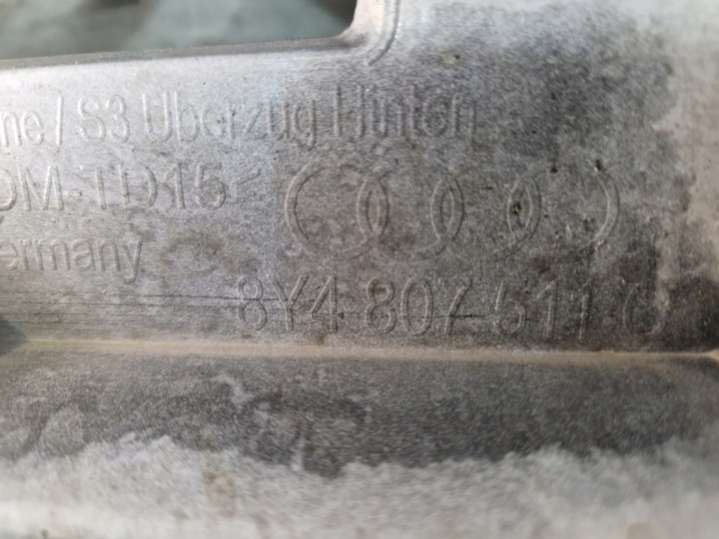 ne / S3 Überzug Hinten
DM-TD15<
ermany
8Y4 807 511